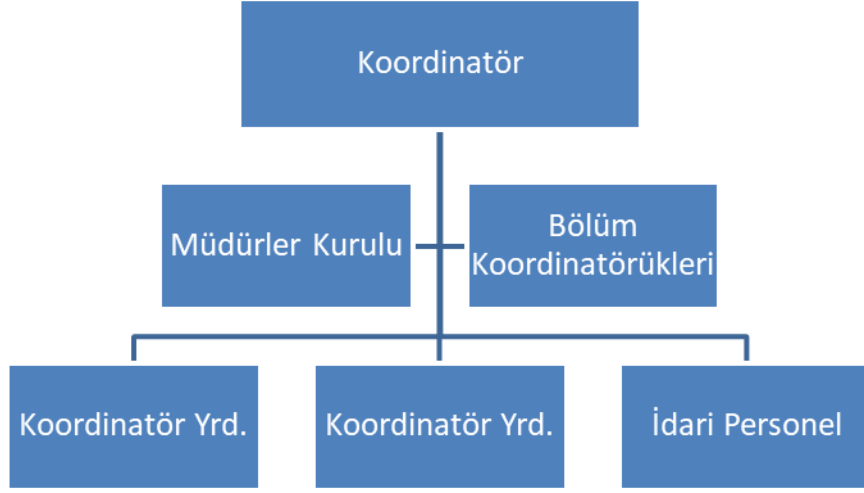 Koordinatör
Müdürler Kurulu
Bölüm
Koordinatörükleri
Koordinatör Yrd.
Koordinatör Yrd.
İdari Personel